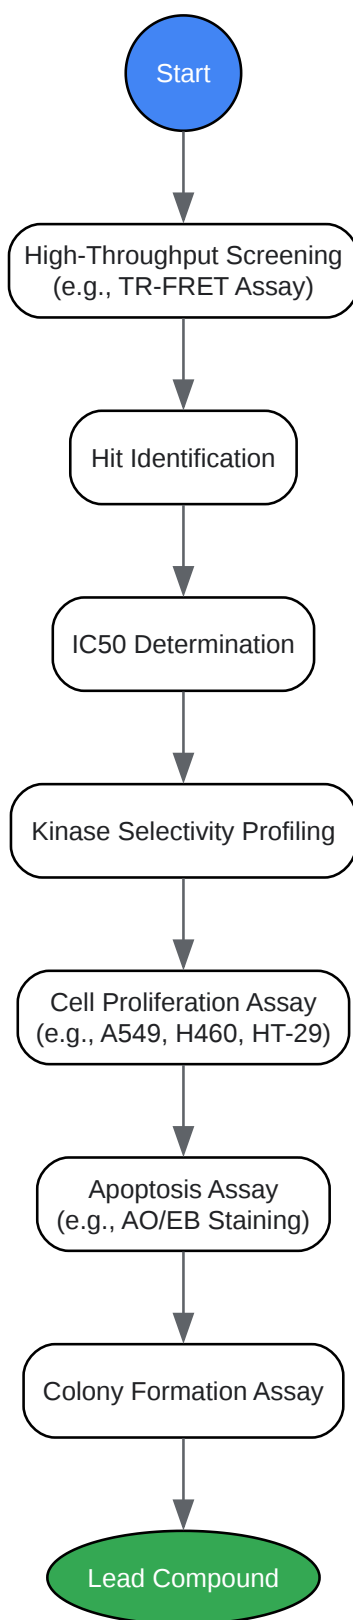 Start
High-Throughput Screening
(e.g., TR-FRET Assay)
Hit Identification
IC50 Determination
Kinase Selectivity Profiling
Cell Proliferation Assay
(e.g., A549, H460, HT-29)
Apoptosis Assay
(e.g., AO/EB Staining)
Colony Formation Assay
Lead Compound